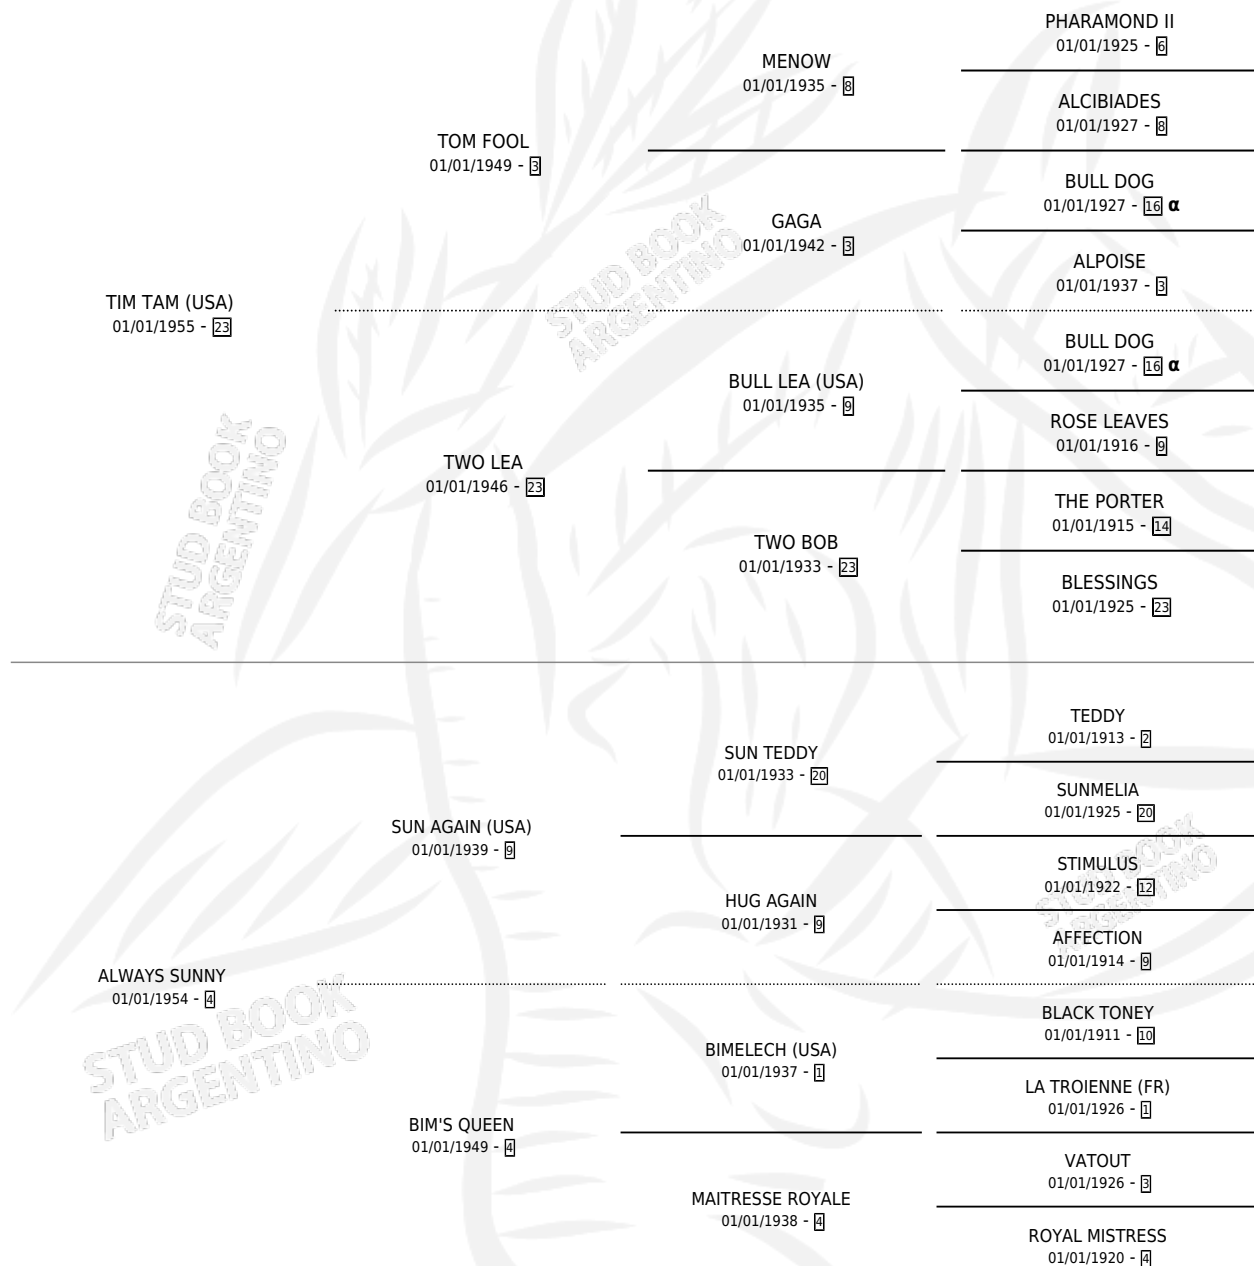 PHARAMOND II
01/01/1925 - 6
MENOW
01/01/1935 - 8
ALCIBIADES
01/01/1927 - 8
TOM FOOL
01/01/1949 - 3
BULL DOG
01/01/1927 - 16 α
GAGA
01/01/1942 - 3
ALPOISE
01/01/1937 - 3
TIM TAM (USA)
01/01/1955 - 23
BULL DOG
01/01/1927 - 16 α
BULL LEA (USA)
01/01/1935 - 9
ROSE LEAVES
01/01/1916 - 9
TWO LEA
01/01/1946 - 23
THE PORTER
01/01/1915 - 14
TWO BOB
01/01/1933 - 23
BLESSINGS
01/01/1925 - 23
TEDDY
01/01/1913 - 2
SUN TEDDY
01/01/1933 - 20
SUNMELIA
01/01/1925 - 20
SUN AGAIN (USA)
01/01/1939 - 9
STIMULUS
01/01/1922 - 12
HUG AGAIN
01/01/1931 - 9
AFFECTION
01/01/1914 - 9
ALWAYS SUNNY
01/01/1954 - 4
BLACK TONEY
01/01/1911 - 10
BIMELECH (USA)
01/01/1937 - 1
LA TROIENNE (FR)
01/01/1926 - 1
BIM'S QUEEN
01/01/1949 - 4
VATOUT
01/01/1926 - 3
MAITRESSE ROYALE
01/01/1938 - 4
ROYAL MISTRESS
01/01/1920 - 4
STUD BOOK
ARGENTINO
STUD BOOK
ARGENTINO
STUD BOOK
ARGENTINO
STUD BOOK
ARGENTINO